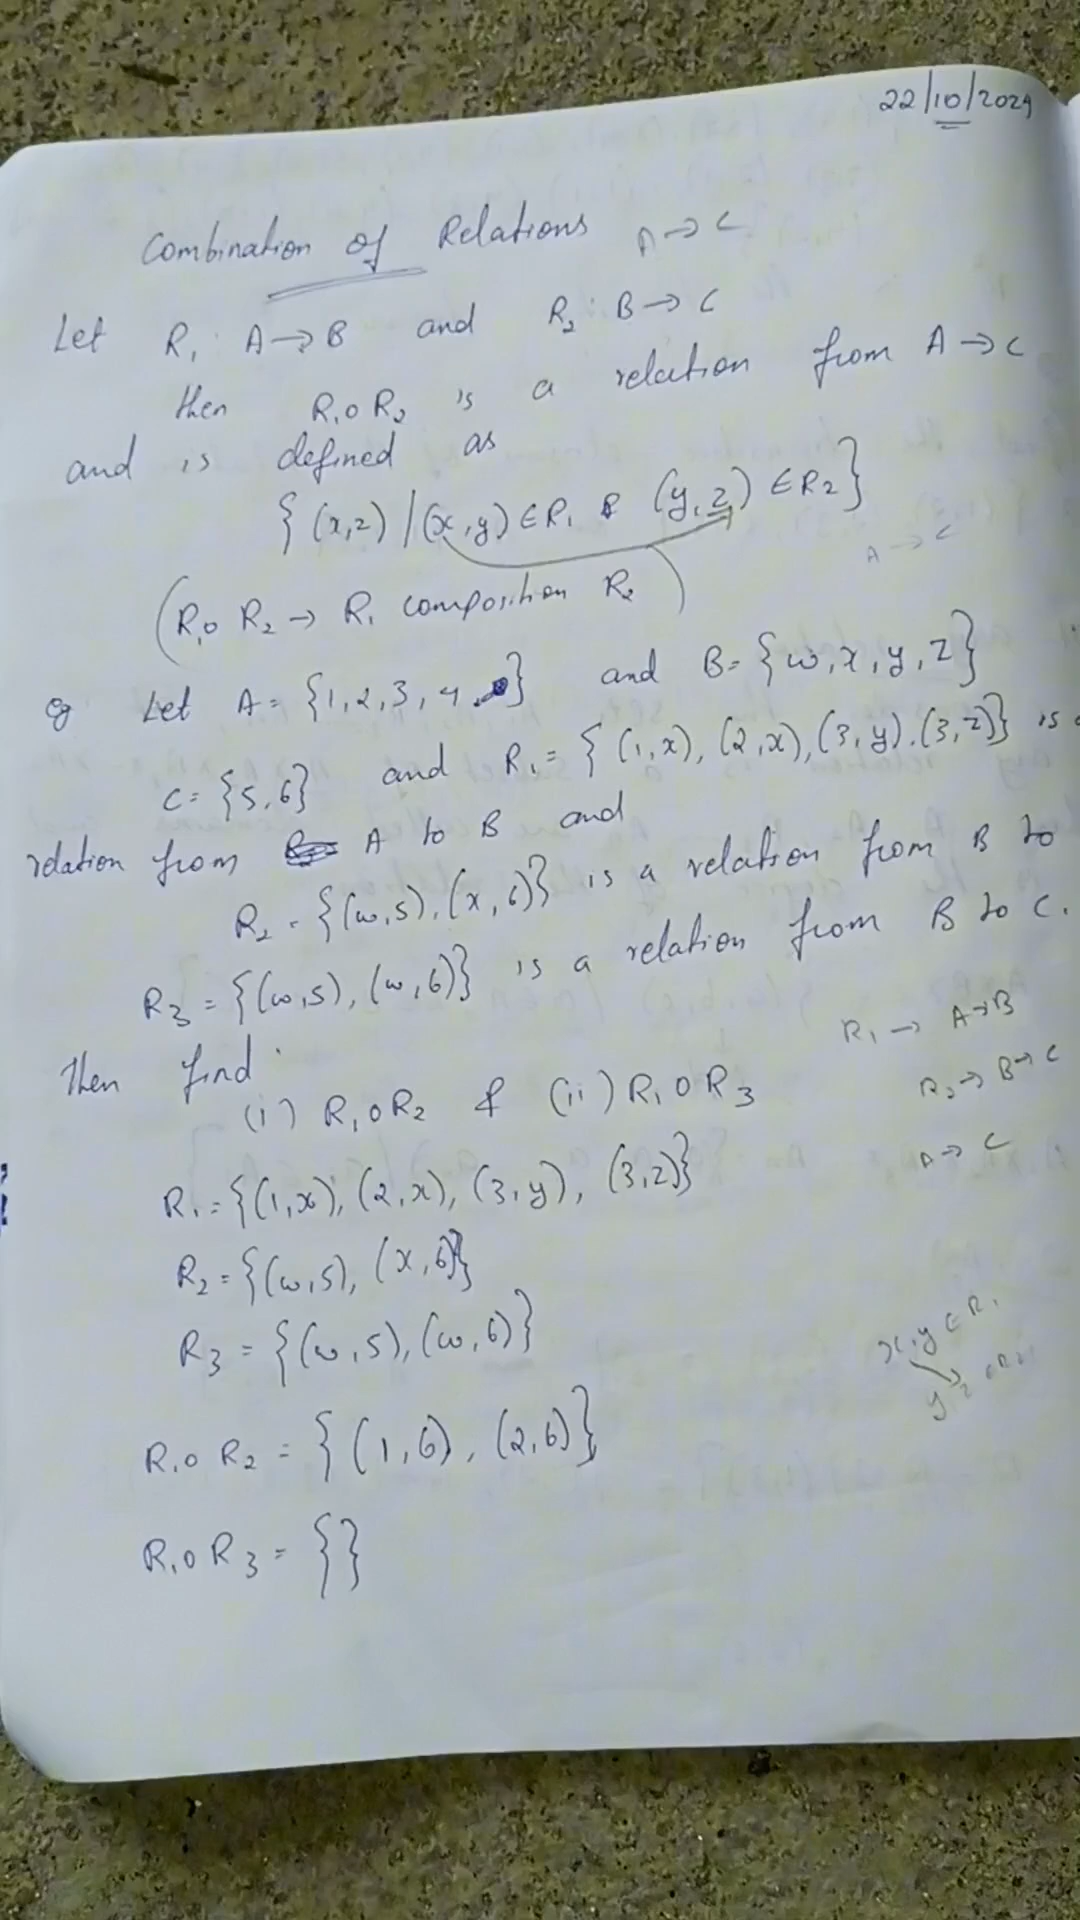 22/10/2024
Combination of Relations A→C
Let R₁: A→B and R₂: B→C
then R₁∘R₂ is a relation from A→C
and is defined as
{(x,z) | (x,y) ∈ R₁ & (y,z) ∈ R₂}
A→C
(R₁∘R₂ → R₁ composition R₂)
eg Let A = {1,2,3,4} and B = {w,x,y,z}
C = {5,6} and R₁ = {(1,x), (2,x), (3,y), (3,z)} is
relation from A to B and
R₂ = {(w,5), (x,6)} is a relation from B to
R₃ = {(w,5), (w,6)} is a relation from B to C.
Then find
R₁ → A→B
(i) R₁∘R₂ & (ii) R₁∘R₃
R₂→ B→C
A→C
R₁ = {(1,x), (2,x), (3,y), (3,z)}
R₂ = {(w,5), (x,6)}
R₃ = {(w,5), (w,6)}
x,y ∈ R₁
y,z ∈ R₂
R₁∘R₂ = {(1,6), (2,6)}
R₁∘R₃ = {}